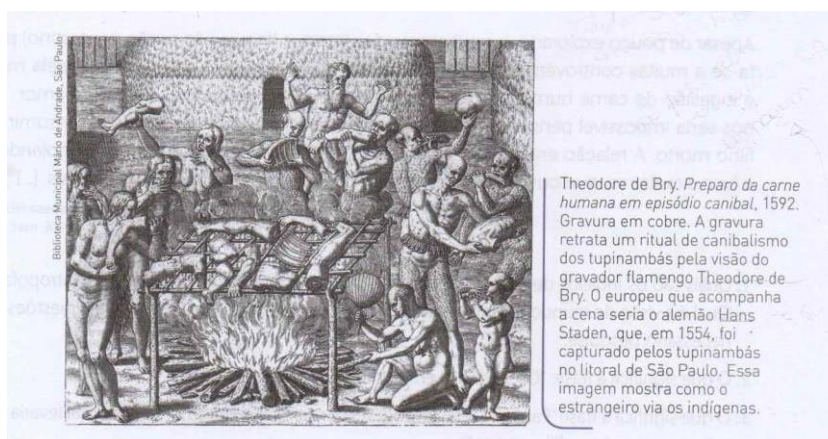 Biblioteca Municipal Mário de Andrade, São Paulo
Theodore de Bry. Preparo da carne
humana em episódio canibal, 1592.
Gravura em cobre. A gravura
retrata um ritual de canibalismo
dos tupinambás pela visão do
gravador flamengo Theodore de
Bry. O europeu que acompanha
a cena seria o alemão Hans
Staden, que, em 1554, foi
capturado pelos tupinambás
no litoral de São Paulo. Essa
imagem mostra como o
estrangeiro via os indígenas.